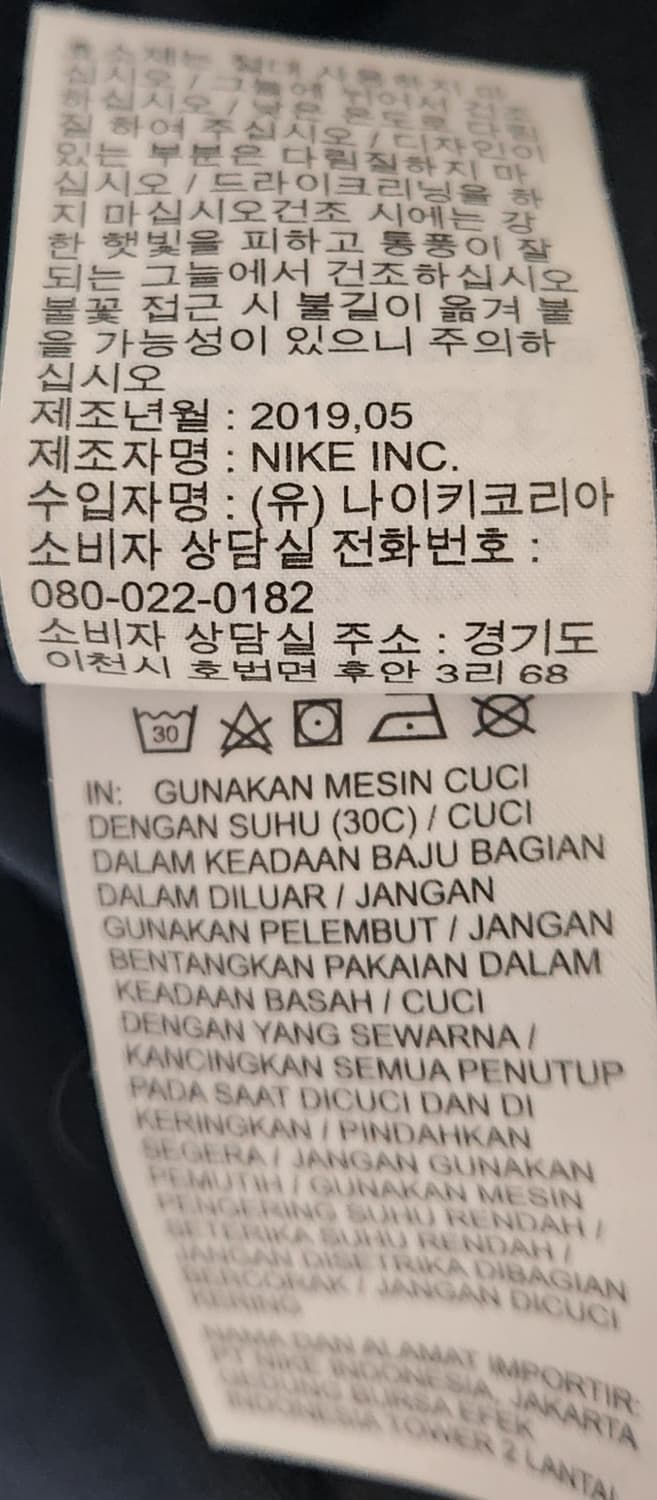 십시오 / 그늘에 뉘어서 건조
하십시오 / 낮은 온도로 다림
질 하여 주십시오 / 디자인이
있는 부분은 다림질하지 마
십시오 / 드라이크리닝을 하
지 마십시오건조 시에는 강
한 햇빛을 피하고 통풍이 잘
되는 그늘에서 건조하십시오
불꽃 접근 시 불길이 옮겨 붙
을 가능성이 있으니 주의하
십시오
제조년월 : 2019,05
제조자명 : NIKE INC.
수입자명 : (유) 나이키코리아
소비자 상담실 전화번호 :
080-022-0182
소비자 상담실 주소 : 경기도
이천시 호법면 후안 3리 68
30
IN: GUNAKAN MESIN CUCI
DENGAN SUHU (30C) / CUCI
DALAM KEADAAN BAJU BAGIAN
DALAM DILUAR / JANGAN
GUNAKAN PELEMBUT / JANGAN
BENTANGKAN PAKAIAN DALAM
KEADAAN BASAH / CUCI
DENGAN YANG SEWARNA /
KANCINGKAN SEMUA PENUTUP
PADA SAAT DICUCI DAN DI
KERINGKAN / PINDAHKAN
SEGERA / JANGAN GUNAKAN
PEMUTIH / GUNAKAN MESIN
PENGERING SUHU RENDAH /
SETERIKA SUHU RENDAH /
JANGAN DISETRIKA DIBAGIAN
BERCORAK / JANGAN DICUCI
KERING
NAMA DAN ALAMAT IMPORTIR:
PT NIKE INDONESIA, JAKARTA
GEDUNG BURSA EFEK
INDONESIA TOWER 2 LANTAI